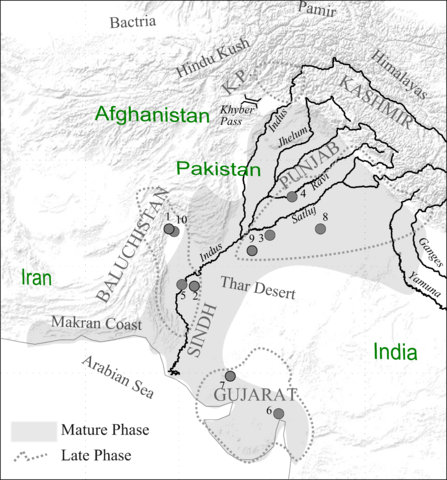 Pamir
Bactria
Hindu Kush
Himalayas
K.P.
KASHMIR
Afghanistan
Khyber
Pass
Indus
Jhelum
PUNJAB
Pakistan
Ravi
4
Satluj
BALUCHISTAN
1
10
8
3
9
Indus
Ganges
Yamuna
Iran
5
2
Thar Desert
SINDH
Makran Coast
India
Arabian Sea
7
GUJARAT
6
Mature Phase
Late Phase